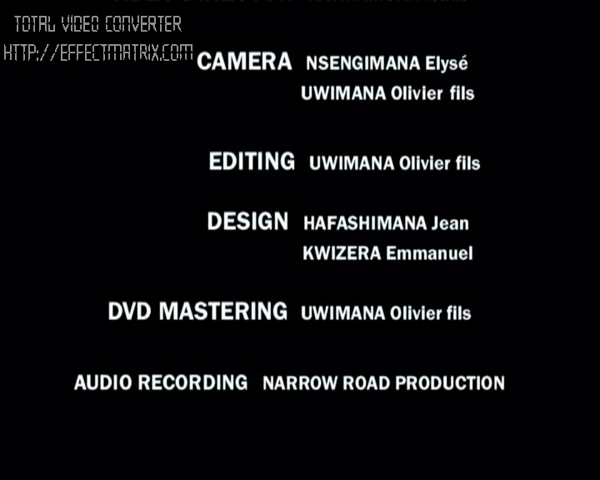 TOTAL VIDEO CONVERTER
HTTP://EFFECTMATRIX.COM
CAMERA NSENGIMANA Elysé
UWIMANA Olivier fils
EDITING UWIMANA Olivier fils
DESIGN HAFASHIMANA Jean
KWIZERA Emmanuel
DVD MASTERING UWIMANA Olivier fils
AUDIO RECORDING NARROW ROAD PRODUCTION